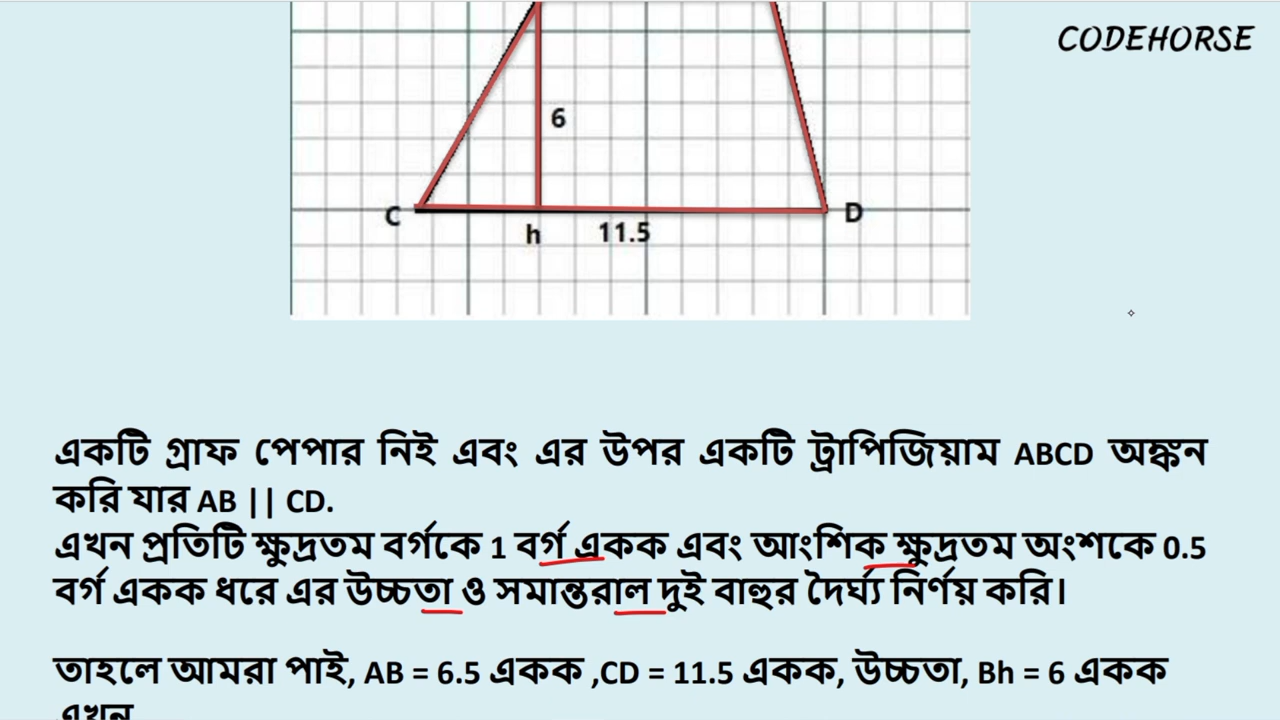 CODEHORSE
6
C
D
h
11.5
একটি গ্রাফ পেপার নিই এবং এর উপর একটি ট্রাপিজিয়াম ABCD অঙ্কন
করি যার AB || CD.
এখন প্রতিটি ক্ষুদ্রতম বর্গকে 1 বর্গ একক এবং আংশিক ক্ষুদ্রতম অংশকে 0.5
বর্গ একক ধরে এর উচ্চতা ও সমান্তরাল দুই বাহুর দৈর্ঘ্য নির্ণয় করি।
তাহলে আমরা পাই, AB = 6.5 একক ,CD = 11.5 একক, উচ্চতা, Bh = 6 একক
এখন